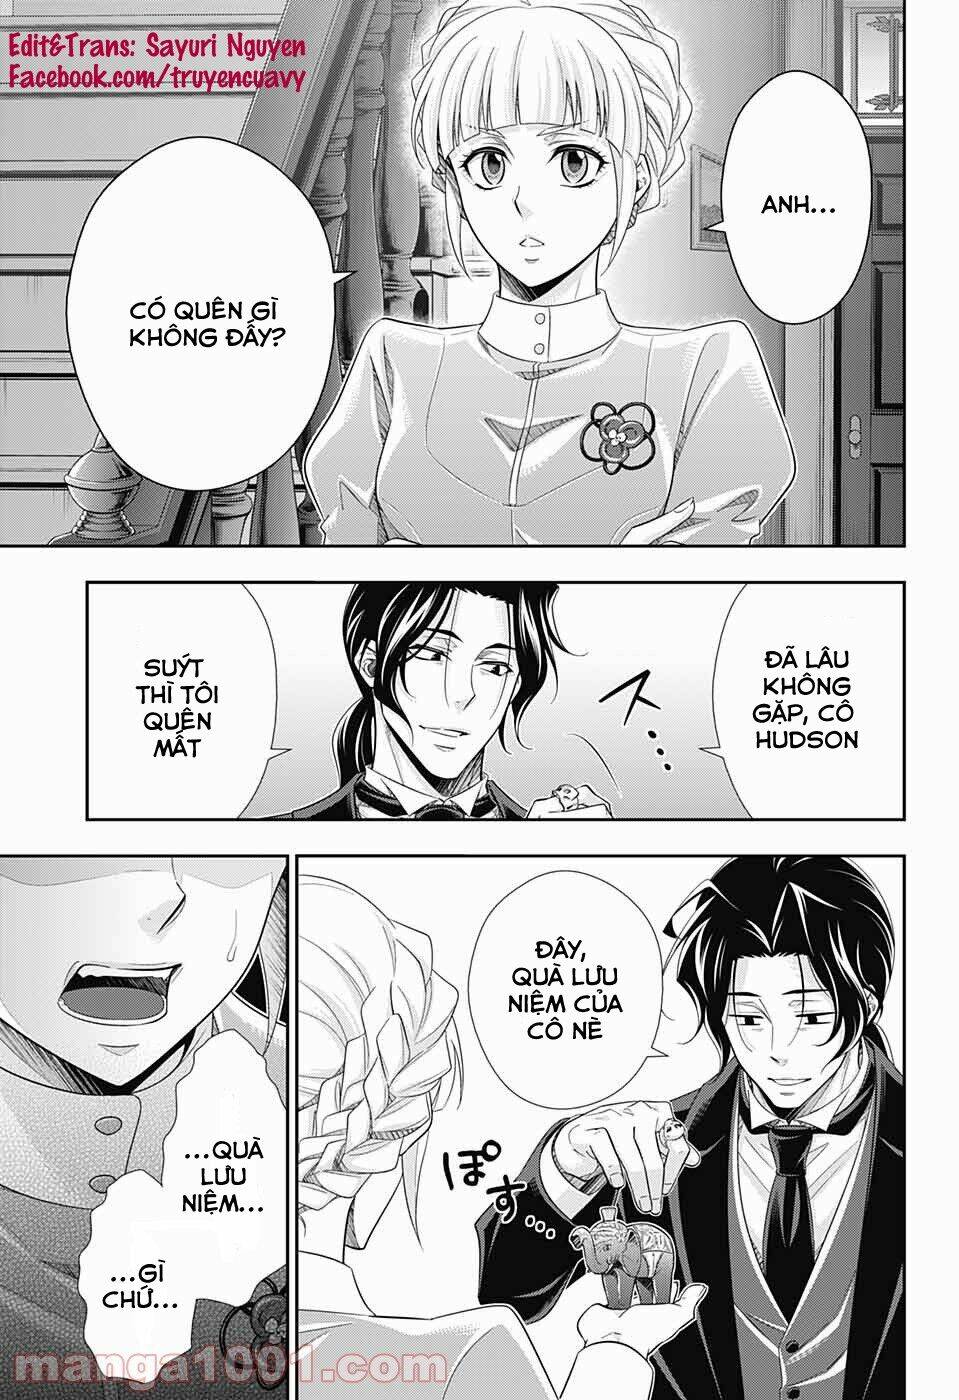 Edit&Trans: Sayuri Nguyen
Facebook.com/truyencuavy
ANH...
CÓ QUÊN GÌ
KHÔNG ĐẤY?
ĐÃ LÂU
KHÔNG
GẶP, CÔ
HUDSON
ス...
SUÝT
THÌ TÔI
QUÊN
MẤT
ĐÂY,
QUÀ LƯU
NIỆM CỦA
CÔ NÈ
ぽすっ
...QUÀ
LƯU
NIỆM...
...GÌ
CHỨ...
manga1001.com